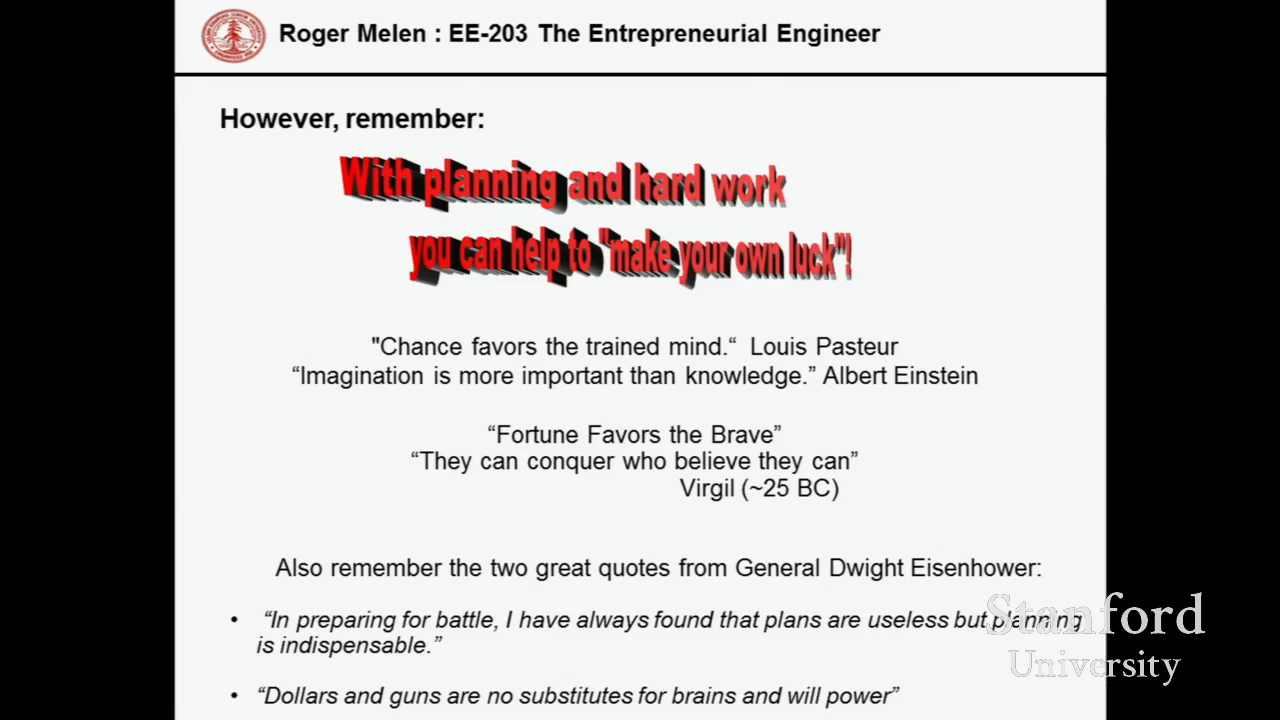 Roger Melen : EE-203 The Entrepreneurial Engineer
However, remember:
With planning and hard work
you can help to "make your own luck"!
"Chance favors the trained mind.“ Louis Pasteur
“Imagination is more important than knowledge.” Albert Einstein
“Fortune Favors the Brave”
“They can conquer who believe they can”
Virgil (~25 BC)
Also remember the two great quotes from General Dwight Eisenhower:
• “In preparing for battle, I have always found that plans are useless but planning
is indispensable.”
• “Dollars and guns are no substitutes for brains and will power”
Stanford
University